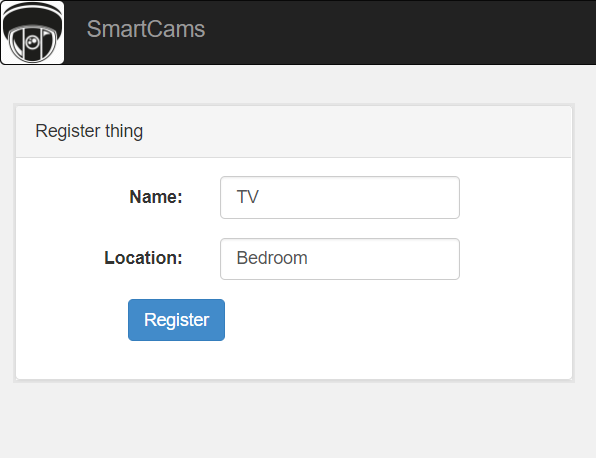 SmartCams
Register thing
Name: TV
Location: Bedroom
Register